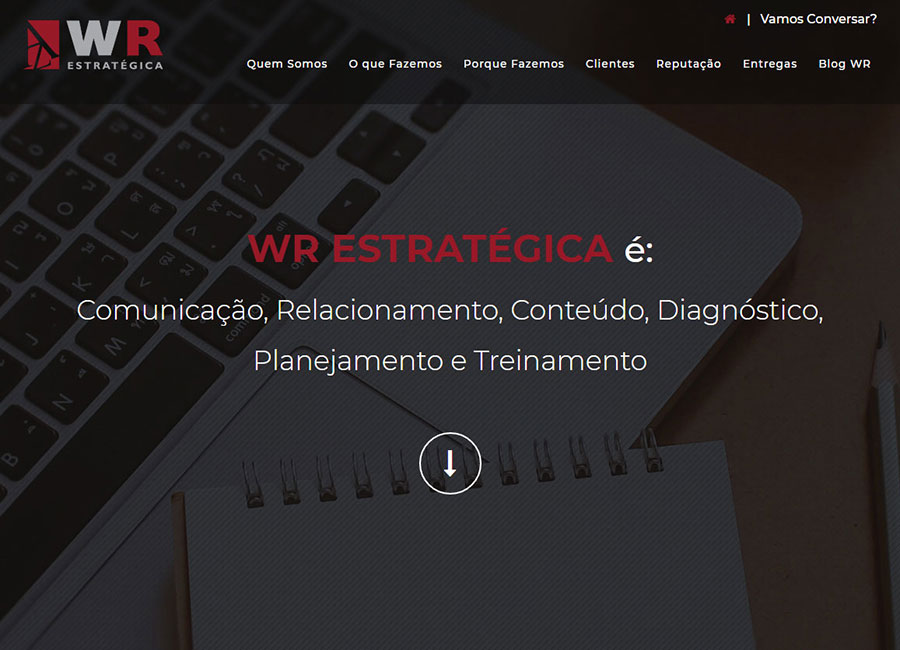 WR
ESTRATÉGICA
| Vamos Conversar?
Quem Somos O que Fazemos Porque Fazemos Clientes Reputação Entregas Blog WR
WR ESTRATÉGICA é:
Comunicação, Relacionamento, Conteúdo, Diagnóstico,
Planejamento e Treinamento